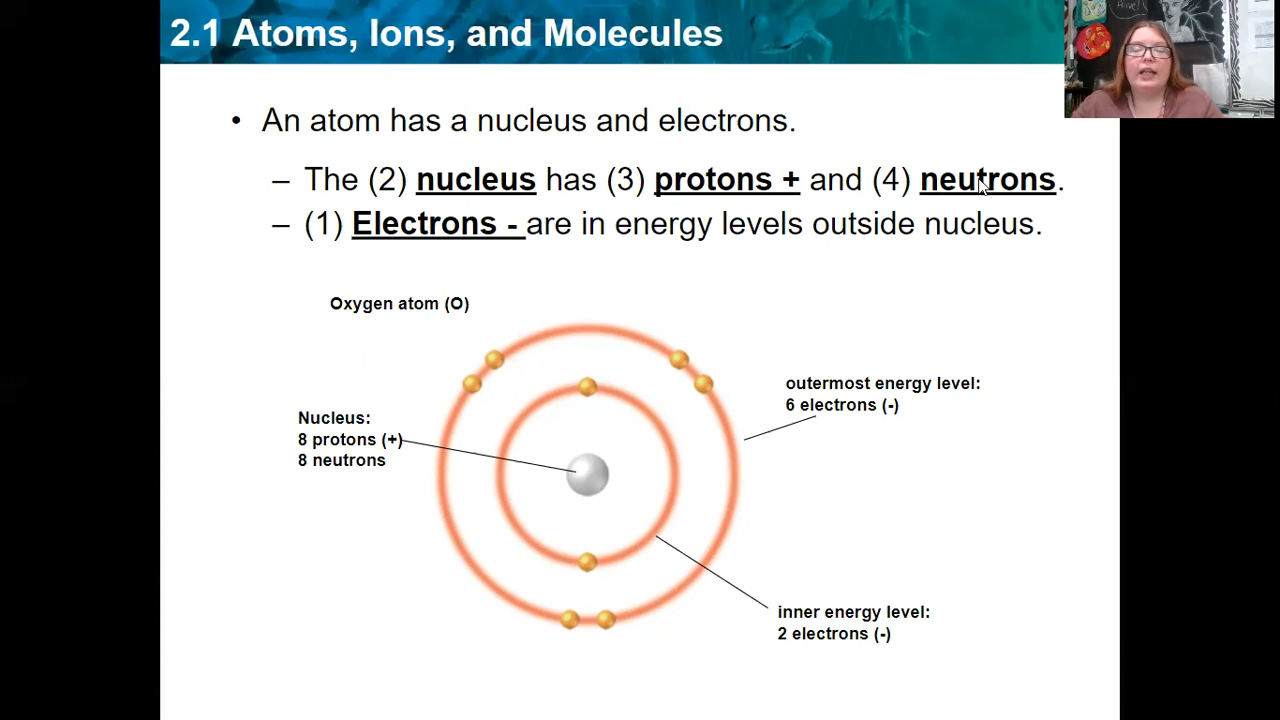 2.1 Atoms, Ions, and Molecules
• An atom has a nucleus and electrons.
– The (2) nucleus has (3) protons + and (4) neutrons.
– (1) Electrons - are in energy levels outside nucleus.
Oxygen atom (O)
outermost energy level:
6 electrons (-)
Nucleus:
8 protons (+)
8 neutrons
inner energy level:
2 electrons (-)